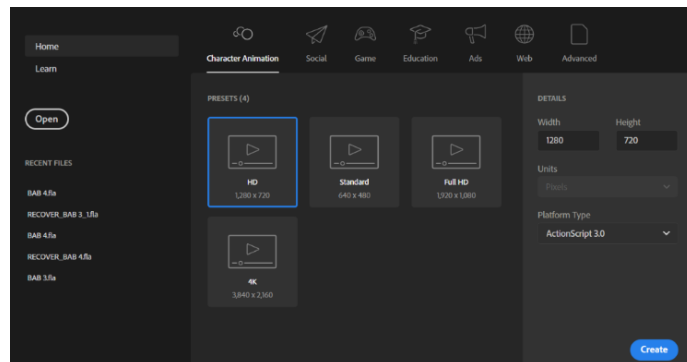 Home
Learn
Open
RECENT FILES
BAB 4.fla
RECOVER_BAB 3_1.fla
BAB 4.fla
RECOVER_BAB 4.fla
BAB 3.fla
Character Animation Social Game Education Ads Web Advanced
PRESETS (4)
HD
1,280 x 720
Standard
640 x 480
Full HD
1,920 x 1,080
4K
3,840 x 2,160
DETAILS
Width Height
1280 720
Units
Pixels
Platform Type
ActionScript 3.0
Create